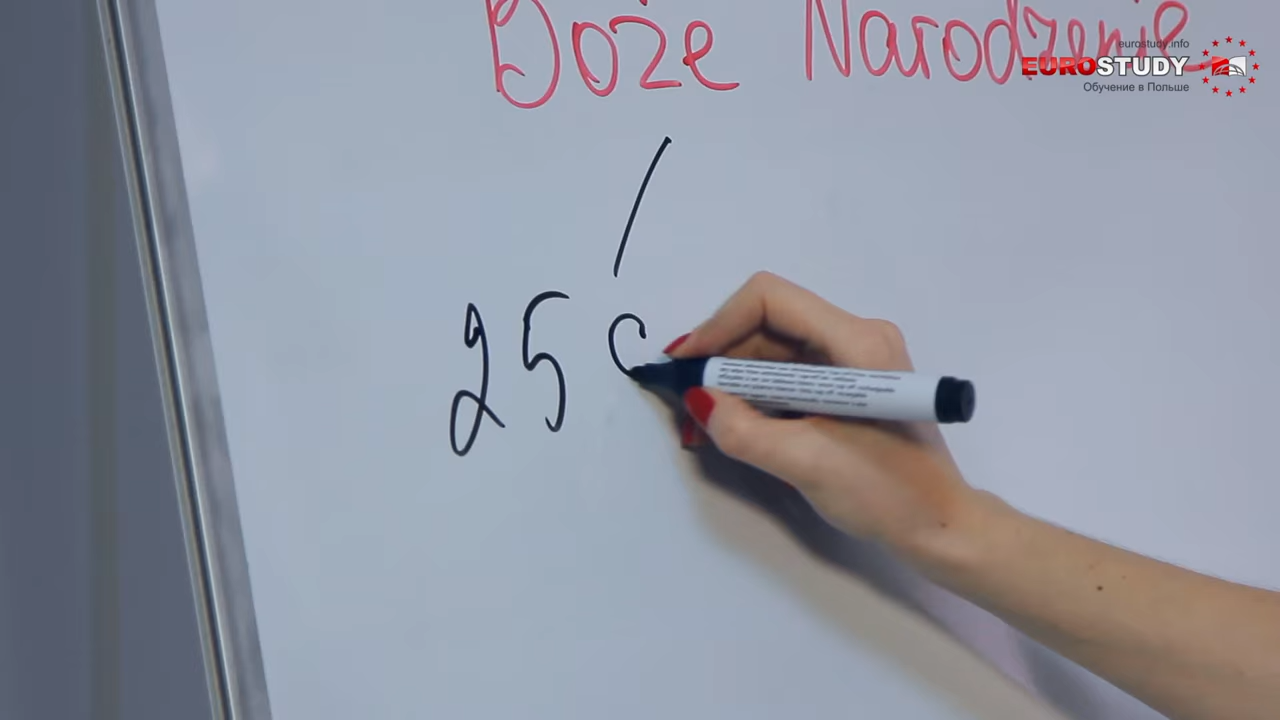 Boże Narodzenie
eurostudy.info
EUROSTUDY
Обучение в Польше
25